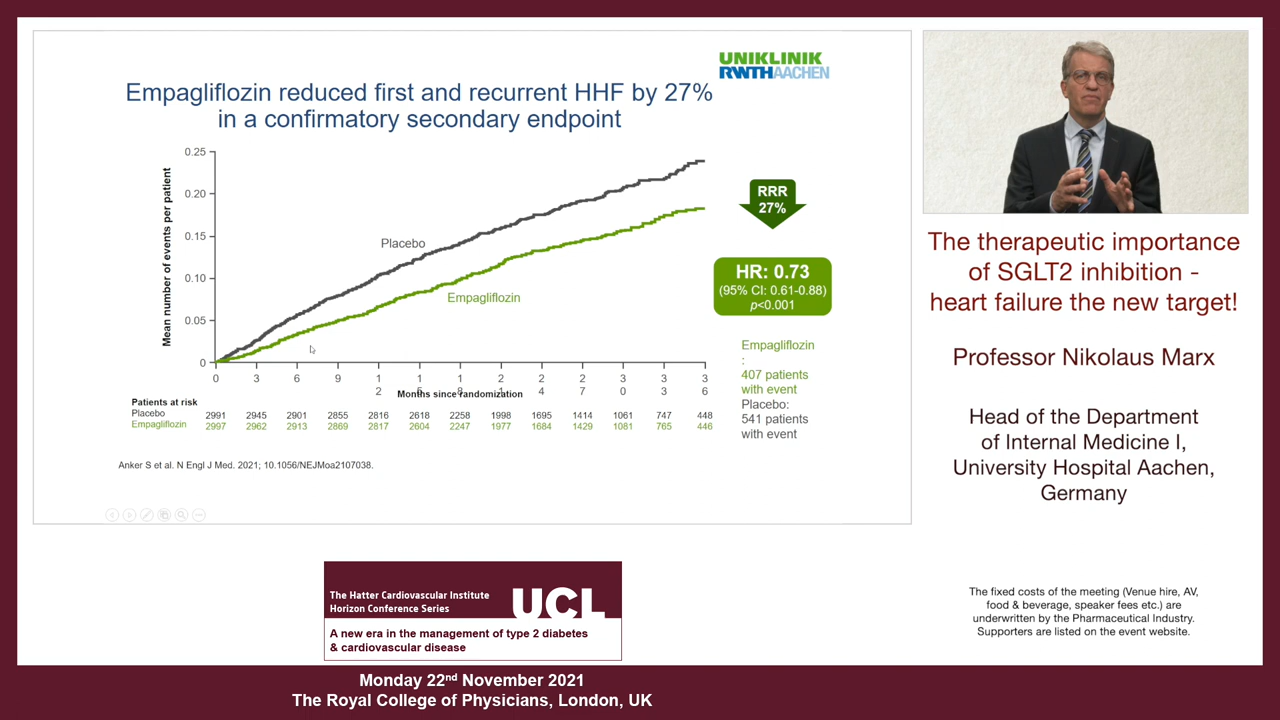 UNIKLINIK
RWTHAACHEN
Empagliflozin reduced first and recurrent HHF by 27%
in a confirmatory secondary endpoint
Mean number of events per patient
0.25
0.20
0.15
0.10
0.05
0
Placebo
Empagliflozin
0 3 6 9 12 15 18 21 24 27 30 33 36
Months since randomization
Patients at risk
Placebo 2991 2945 2901 2855 2816 2618 2258 1998 1695 1414 1061 747 448
Empagliflozin 2997 2962 2913 2869 2817 2604 2247 1977 1684 1429 1081 765 446
RRR
27%
HR: 0.73
(95% CI: 0.61-0.88)
p<0.001
Empagliflozin
:
407 patients
with event
Placebo:
541 patients
with event
Anker S et al. N Engl J Med. 2021; 10.1056/NEJMoa2107038.
The therapeutic importance
of SGLT2 inhibition -
heart failure the new target!
Professor Nikolaus Marx
Head of the Department
of Internal Medicine I,
University Hospital Aachen,
Germany
The fixed costs of the meeting (Venue hire, AV,
food & beverage, speaker fees etc.) are
underwritten by the Pharmaceutical Industry.
Supporters are listed on the event website.
The Hatter Cardiovascular Institute
Horizon Conference Series
UCL
A new era in the management of type 2 diabetes
& cardiovascular disease
Monday 22nd November 2021
The Royal College of Physicians, London, UK